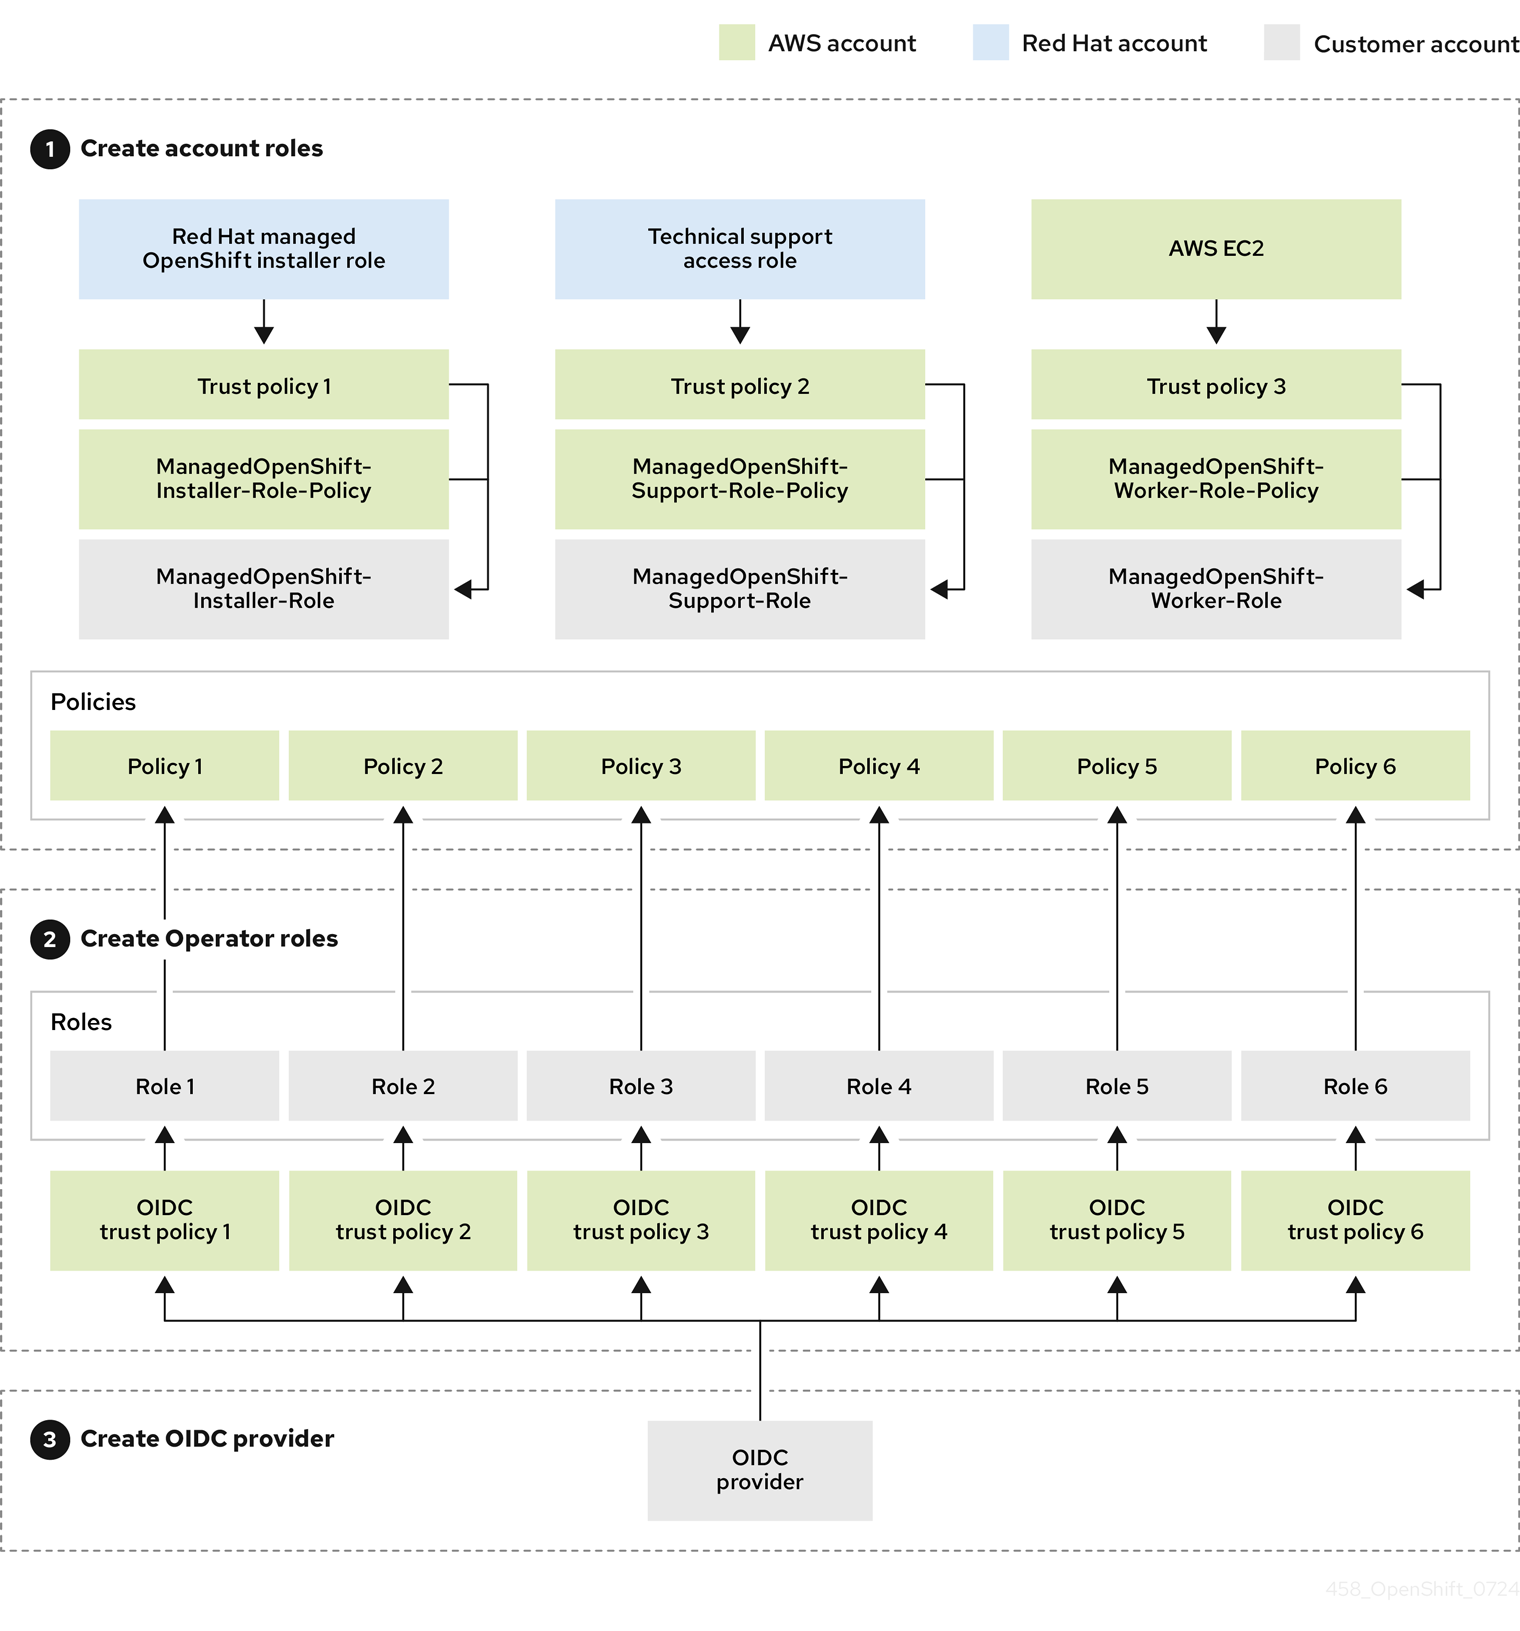 AWS account
Red Hat account
Customer account
1 Create account roles
Red Hat managed
OpenShift installer role
Technical support
access role
AWS EC2
Trust policy 1
Trust policy 2
Trust policy 3
ManagedOpenShift-
Installer-Role-Policy
ManagedOpenShift-
Support-Role-Policy
ManagedOpenShift-
Worker-Role-Policy
ManagedOpenShift-
Installer-Role
ManagedOpenShift-
Support-Role
ManagedOpenShift-
Worker-Role
Policies
Policy 1
Policy 2
Policy 3
Policy 4
Policy 5
Policy 6
2 Create Operator roles
Roles
Role 1
Role 2
Role 3
Role 4
Role 5
Role 6
OIDC
trust policy 1
OIDC
trust policy 2
OIDC
trust policy 3
OIDC
trust policy 4
OIDC
trust policy 5
OIDC
trust policy 6
3 Create OIDC provider
OIDC
provider
458_OpenShift_0724